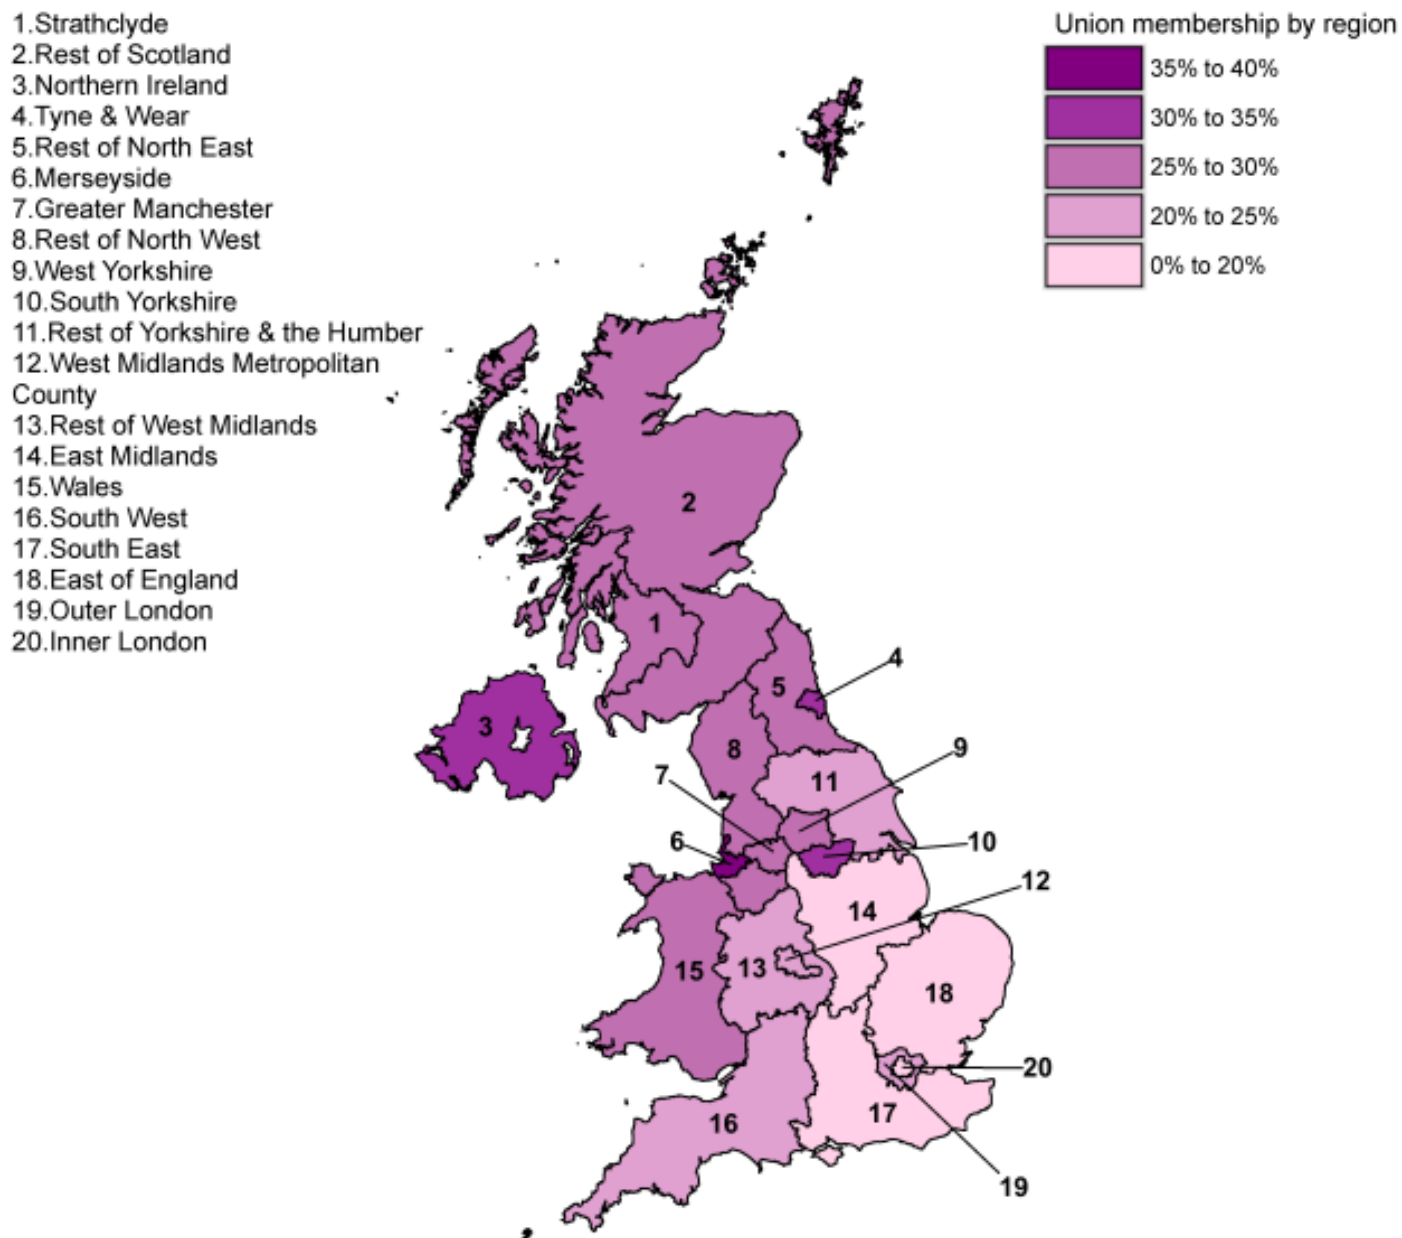 1.Strathclyde
2.Rest of Scotland
3.Northern Ireland
4.Tyne & Wear
5.Rest of North East
6.Merseyside
7.Greater Manchester
8.Rest of North West
9.West Yorkshire
10.South Yorkshire
11.Rest of Yorkshire & the Humber
12.West Midlands Metropolitan
County
13.Rest of West Midlands
14.East Midlands
15.Wales
16.South West
17.South East
18.East of England
19.Outer London
20.Inner London
Union membership by region
35% to 40%
30% to 35%
25% to 30%
20% to 25%
0% to 20%
2
1
4
5
3
8
9
7
11
6
10
12
14
13
15
18
20
17
16
19